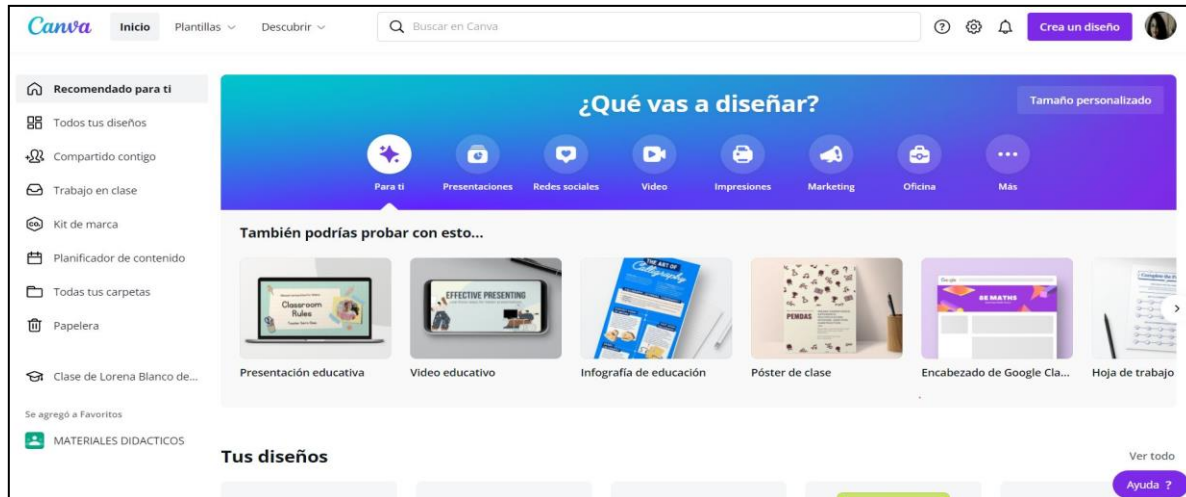 Canva
Inicio
Plantillas
Descubrir
Buscar en Canva
Crea un diseño
Recomendado para ti
Todos tus diseños
Compartido contigo
Trabajo en clase
Kit de marca
Planificador de contenido
Todas tus carpetas
Papelera
Clase de Lorena Blanco de...
Se agregó a Favoritos
MATERIALES DIDACTICOS
¿Qué vas a diseñar?
Tamaño personalizado
Para ti
Presentaciones
Redes sociales
Video
Impresiones
Marketing
Oficina
Más
También podrías probar con esto...
Classroom
Rules
EFFECTIVE PRESENTING
THE ART OF
Calligraphy
PEMDAS
8E MATHS
Presentación educativa
Video educativo
Infografía de educación
Póster de clase
Encabezado de Google Cla...
Hoja de trabajo
Tus diseños
Ver todo
Ayuda ?